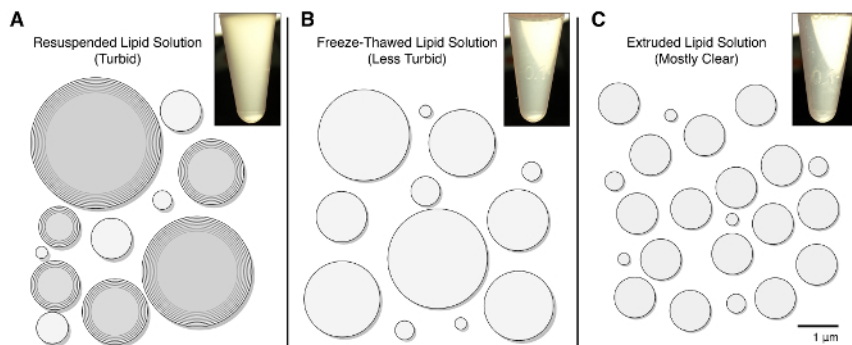 A
Resuspended Lipid Solution
(Turbid)
B
Freeze-Thawed Lipid Solution
(Less Turbid)
C
Extruded Lipid Solution
(Mostly Clear)
1 µm